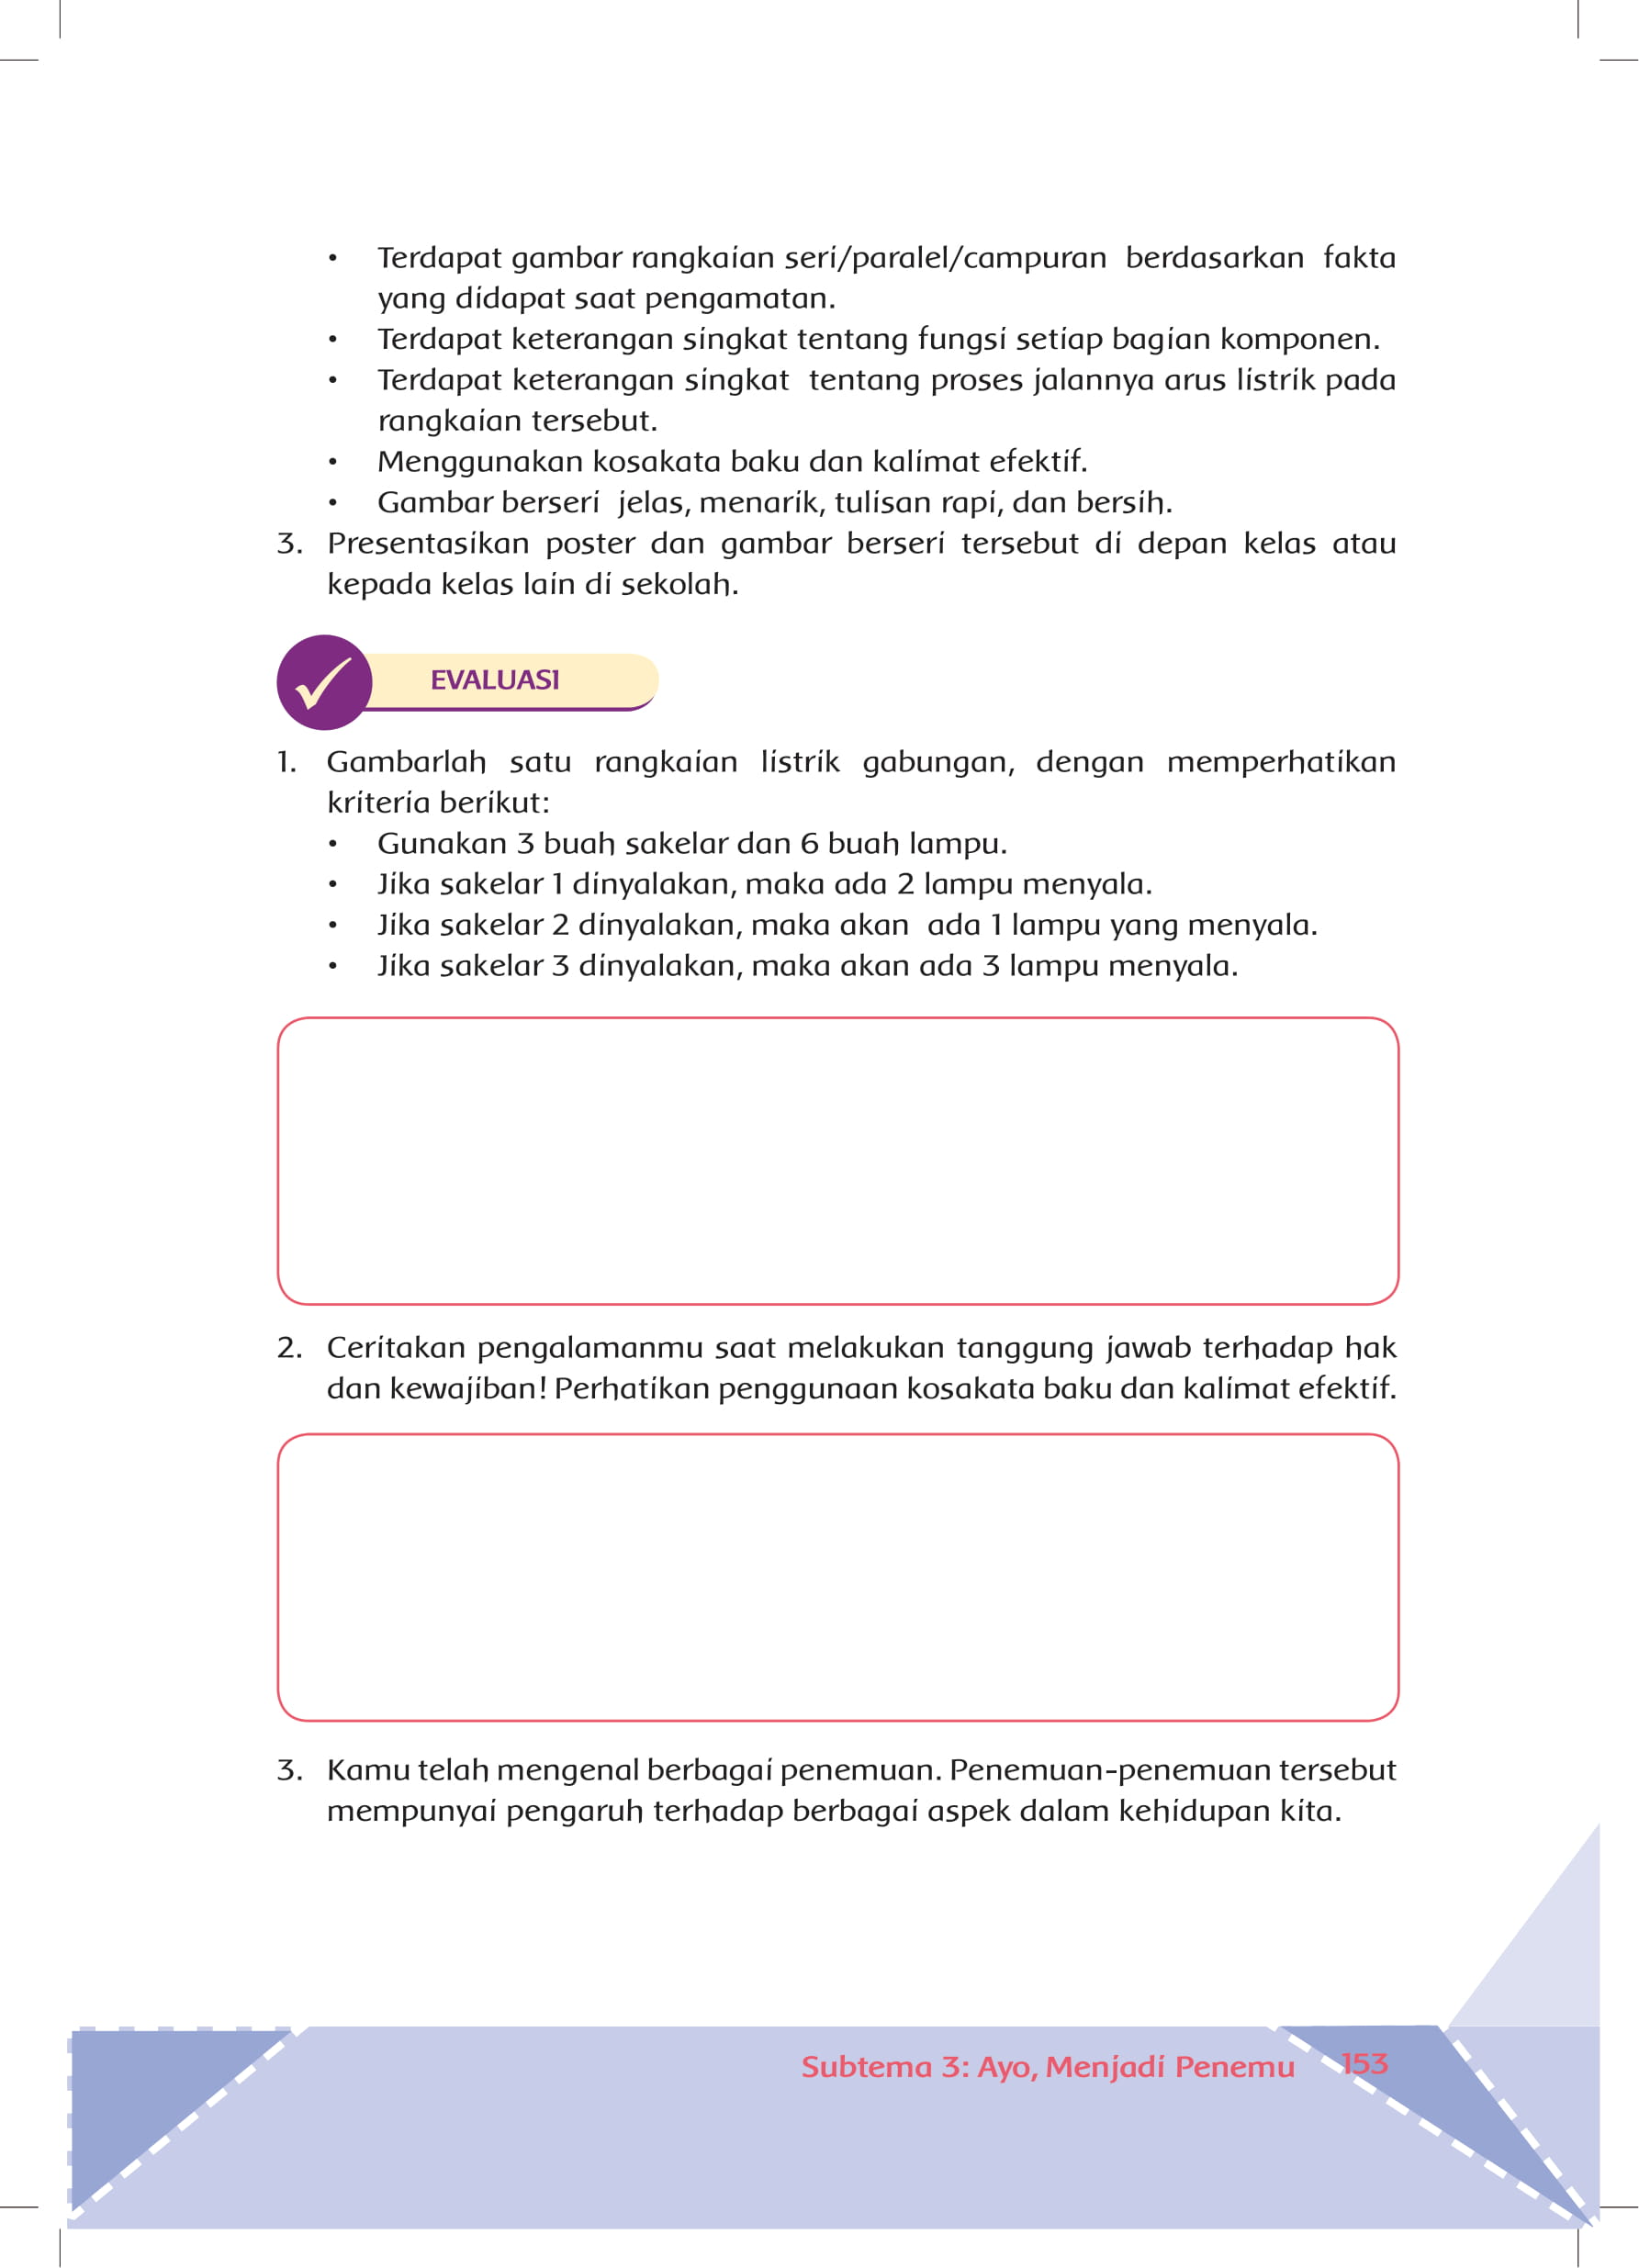 • Terdapat gambar rangkaian seri/paralel/campuran berdasarkan fakta
yang didapat saat pengamatan.
• Terdapat keterangan singkat tentang fungsi setiap bagian komponen.
• Terdapat keterangan singkat tentang proses jalannya arus listrik pada
rangkaian tersebut.
• Menggunakan kosakata baku dan kalimat efektif.
• Gambar berseri jelas, menarik, tulisan rapi, dan bersih.
3. Presentasikan poster dan gambar berseri tersebut di depan kelas atau
kepada kelas lain di sekolah.
EVALUASI
1. Gambarlah satu rangkaian listrik gabungan, dengan memperhatikan
kriteria berikut:
• Gunakan 3 buah sakelar dan 6 buah lampu.
• Jika sakelar 1 dinyalakan, maka ada 2 lampu menyala.
• Jika sakelar 2 dinyalakan, maka akan ada 1 lampu yang menyala.
• Jika sakelar 3 dinyalakan, maka akan ada 3 lampu menyala.
2. Ceritakan pengalamanmu saat melakukan tanggung jawab terhadap hak
dan kewajiban! Perhatikan penggunaan kosakata baku dan kalimat efektif.
3. Kamu telah mengenal berbagai penemuan. Penemuan-penemuan tersebut
mempunyai pengaruh terhadap berbagai aspek dalam kehidupan kita.
Subtema 3: Ayo, Menjadi Penemu 153